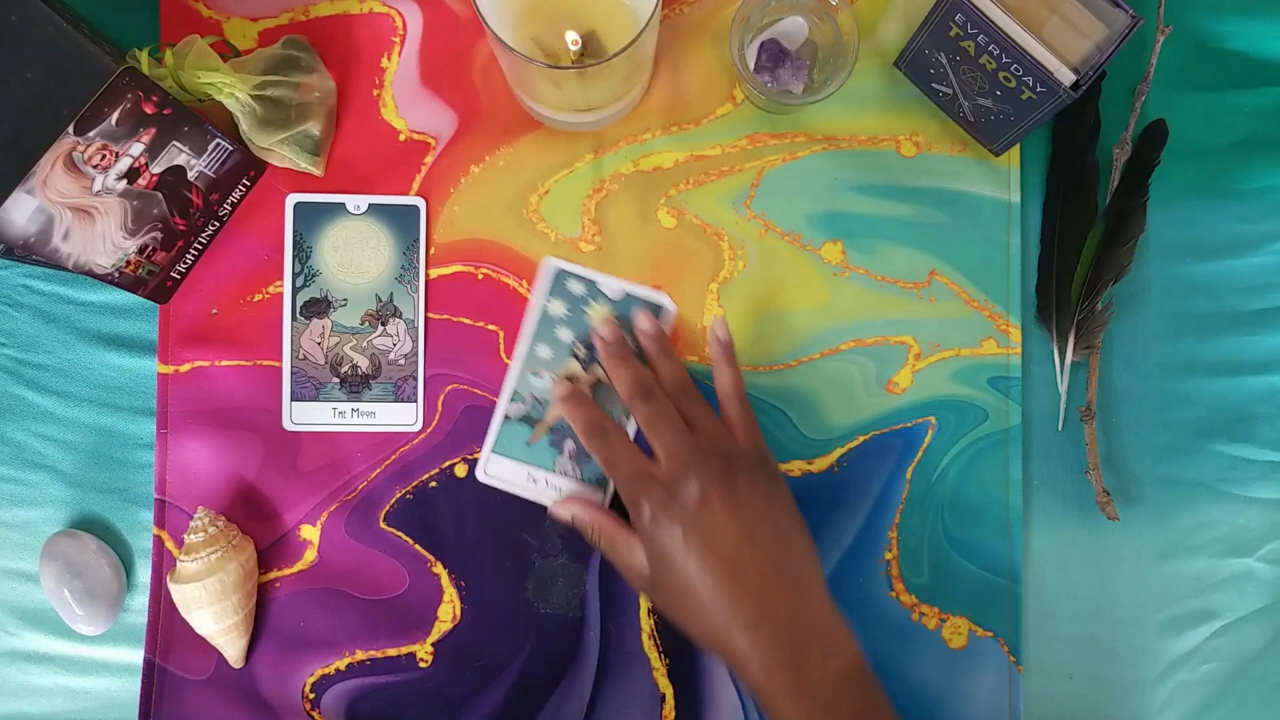 EVERYDAY
TAROT
FIGHTING SPIRIT
18
THE MOON